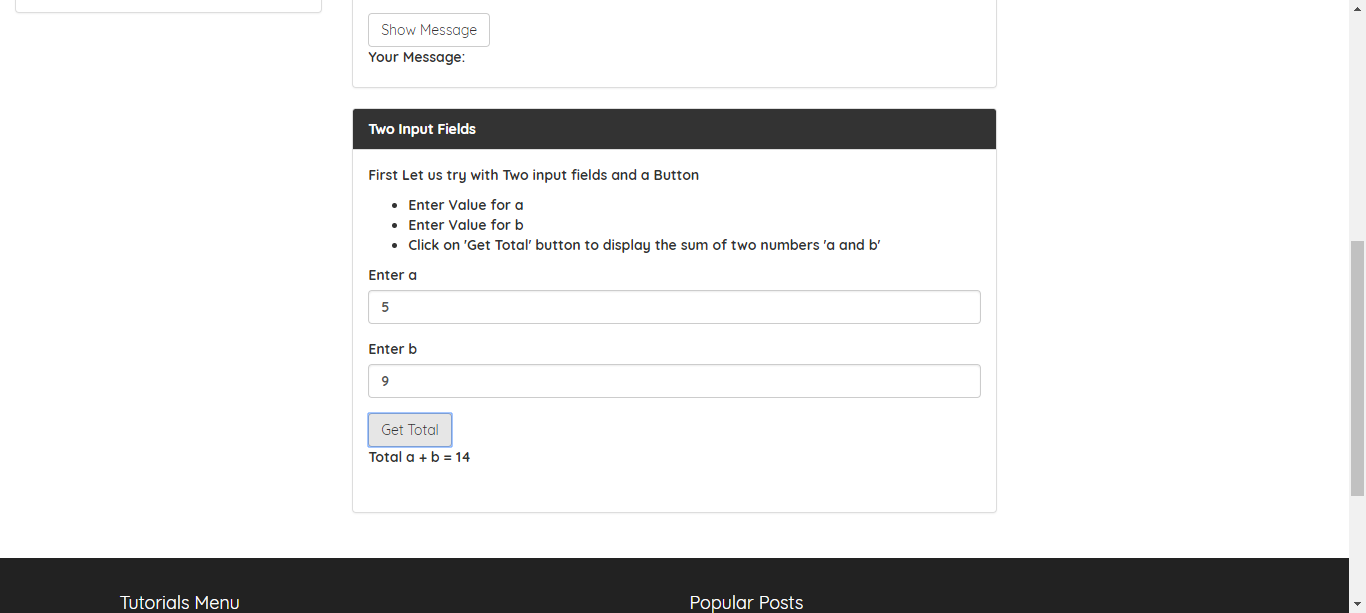 Show Message
Your Message:
Two Input Fields
First Let us try with Two input fields and a Button
Enter Value for a
Enter Value for b
Click on 'Get Total' button to display the sum of two numbers 'a and b'
Enter a
5
Enter b
9
Get Total
Total a + b = 14
Tutorials Menu
Popular Posts